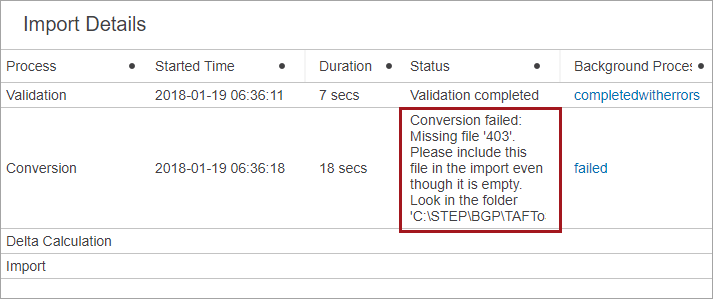 Import Details
Process Started Time Duration Status Background Proces
Validation 2018-01-19 06:36:11 7 secs Validation completed completedwitherrors
Conversion failed:
Missing file '403'.
Please include this
file in the import even
Conversion 2018-01-19 06:36:18 18 secs though it is empty. failed
Look in the folder
'C:\STEP\BGP\TAFTo
Delta Calculation
Import